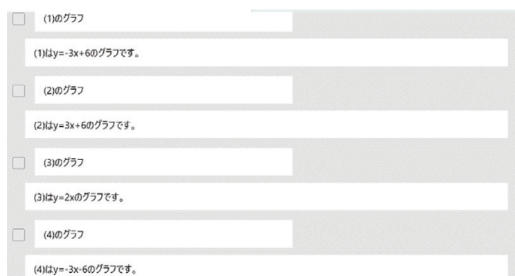 (1)のグラフ
(1)はy=-3x+6のグラフです。
(2)のグラフ
(2)はy=3x+6のグラフです。
(3)のグラフ
(3)はy=2xのグラフです。
(4)のグラフ
(4)はy=-3x-6のグラフです。